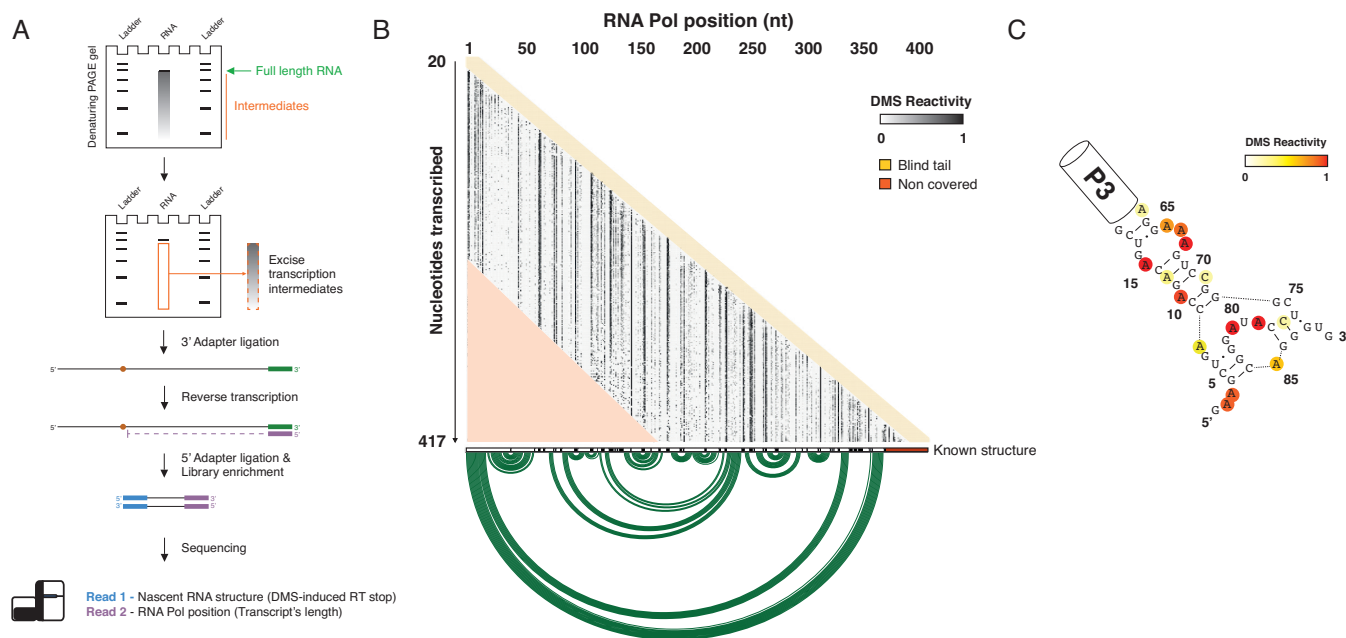 A
Ladder
RNA
Ladder
Denaturing PAGE gel
Full length RNA
Intermediates
Ladder
RNA
Ladder
Excise
transcription
intermediates
3' Adapter ligation
5'
3'
Reverse transcription
5'
3'
5'
5' Adapter ligation &
Library enrichment
5'
3'
3'
5'
Sequencing
Read 1 - Nascent RNA structure (DMS-induced RT stop)
Read 2 - RNA Pol position (Transcript's length)
B
RNA Pol position (nt)
1
50
100
150
200
250
300
350
400
20
Nucleotides transcribed
417
DMS Reactivity
0
1
Blind tail
Non covered
Known structure
C
DMS Reactivity
0
1
P3
65
70
15
10
75
80
85
5
5'
3
A
G
G
A
A
A
G
U
C
C
G
G
G
C
U
G
A
C
A
G
A
C
C
A
G
U
C
G
A
A
G
G
C
U
G
U
G
C
C
A
U
A
G
G
G
C
A
G
G